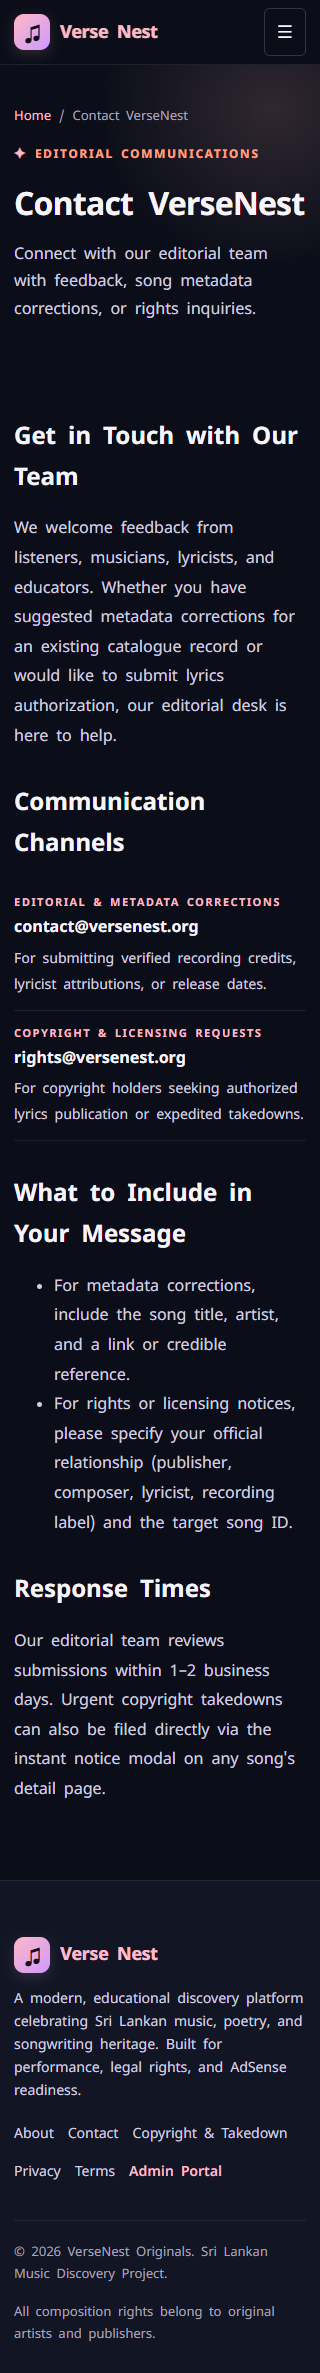 Verse Nest
Home / Contact VerseNest
✦ EDITORIAL COMMUNICATIONS
Contact VerseNest
Connect with our editorial team
with feedback, song metadata
corrections, or rights inquiries.
Get in Touch with Our
Team
We welcome feedback from
listeners, musicians, lyricists, and
educators. Whether you have
suggested metadata corrections for
an existing catalogue record or
would like to submit lyrics
authorization, our editorial desk is
here to help.
Communication
Channels
EDITORIAL & METADATA CORRECTIONS
contact@versenest.org
For submitting verified recording credits,
lyricist attributions, or release dates.
COPYRIGHT & LICENSING REQUESTS
rights@versenest.org
For copyright holders seeking authorized
lyrics publication or expedited takedowns.
What to Include in
Your Message
• For metadata corrections,
include the song title, artist,
and a link or credible
reference.
• For rights or licensing notices,
please specify your official
relationship (publisher,
composer, lyricist, recording
label) and the target song ID.
Response Times
Our editorial team reviews
submissions within 1–2 business
days. Urgent copyright takedowns
can also be filed directly via the
instant notice modal on any song's
detail page.
Verse Nest
A modern, educational discovery platform
celebrating Sri Lankan music, poetry, and
songwriting heritage. Built for
performance, legal rights, and AdSense
readiness.
About Contact Copyright & Takedown
Privacy Terms Admin Portal
© 2026 VerseNest Originals. Sri Lankan
Music Discovery Project.
All composition rights belong to original
artists and publishers.